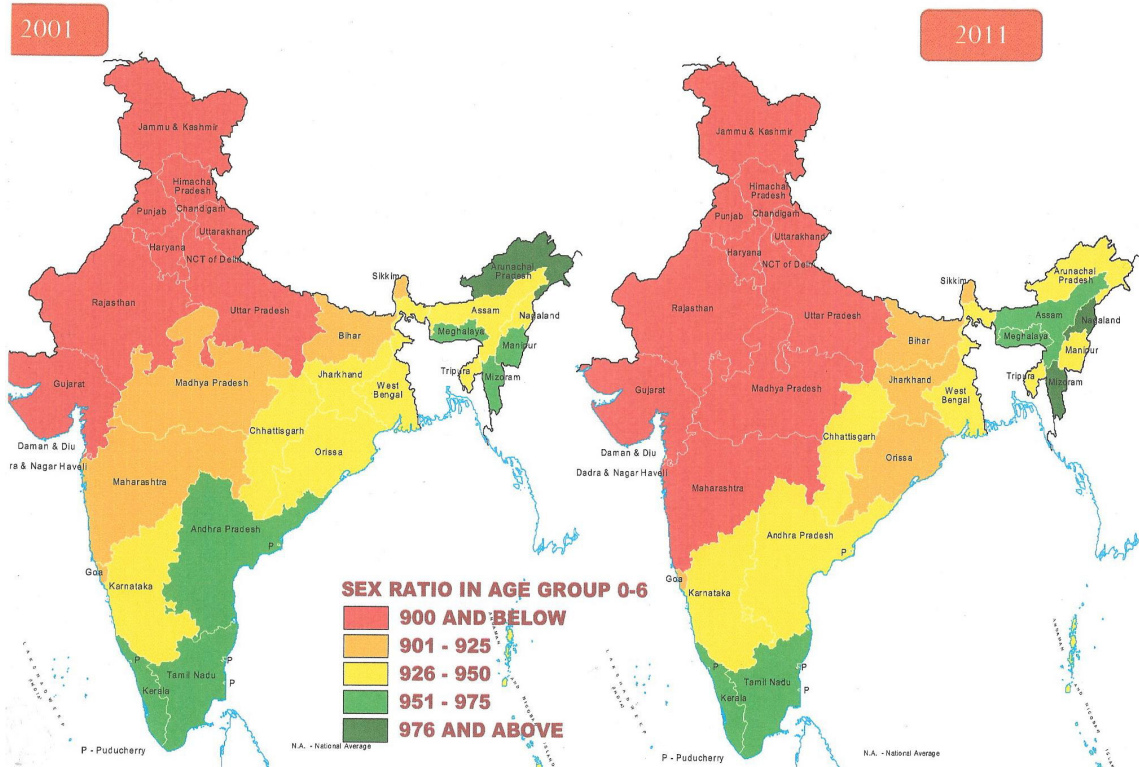 2001
Jammu & Kashmir
Himachal
Pradesh
Punjab
Chandigarh
Uttarakhand
Haryana
NCT of Delhi
Rajasthan
Uttar Pradesh
Sikkim
Arunachal
Pradesh
Assam
Nagaland
Meghalaya
Manipur
Tripura
Mizoram
Bihar
Jharkhand
West
Bengal
Gujarat
Madhya Pradesh
Chhattisgarh
Orissa
Daman & Diu
ra & Nagar Haveli
Maharashtra
Andhra Pradesh
P
Goa
Karnataka
P
P
Tamil Nadu
P
Kerala
P - Puducherry
N.A. - National Average
SEX RATIO IN AGE GROUP 0-6
900 AND BELOW
901 - 925
926 - 950
951 - 975
976 AND ABOVE
2011
Jammu & Kashmir
Himachal
Pradesh
Punjab
Chandigarh
Uttarakhand
Haryana
NCT of Delhi
Rajasthan
Uttar Pradesh
Sikkim
Arunachal
Pradesh
Assam
Nagaland
Meghalaya
Manipur
Tripura
Mizoram
Bihar
Jharkhand
West
Bengal
Gujarat
Madhya Pradesh
Chhattisgarh
Orissa
Daman & Diu
Dadra & Nagar Haveli
Maharashtra
Andhra Pradesh
P
Goa
Karnataka
P
P
Tamil Nadu
P
Kerala
P - Puducherry
N.A. - National Average